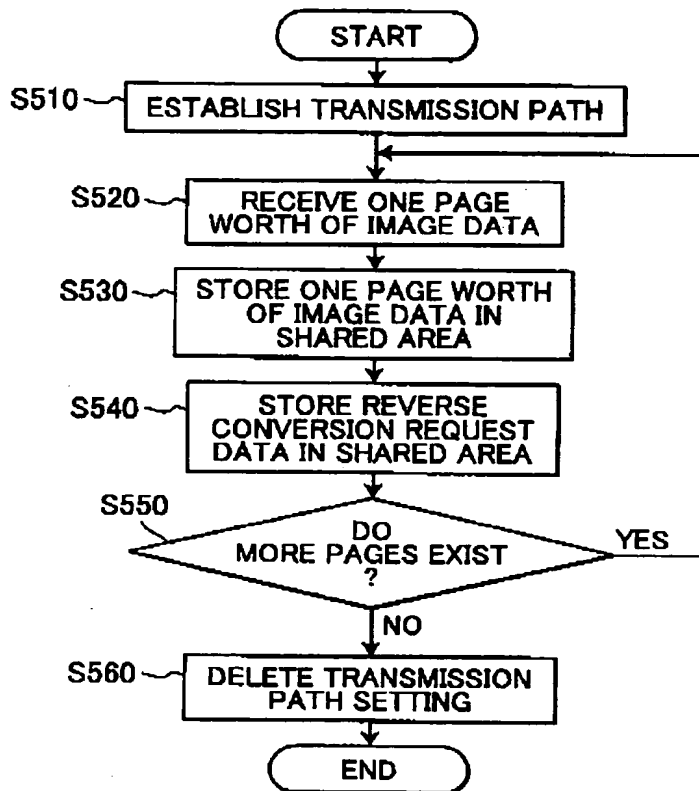 START
S510
ESTABLISH TRANSMISSION PATH
S520
RECEIVE ONE PAGE
WORTH OF IMAGE DATA
S530
STORE ONE PAGE WORTH
OF IMAGE DATA IN
SHARED AREA
S540
STORE REVERSE
CONVERSION REQUEST
DATA IN SHARED AREA
S550
DO
MORE PAGES EXIST
?
YES
NO
S560
DELETE TRANSMISSION
PATH SETTING
END